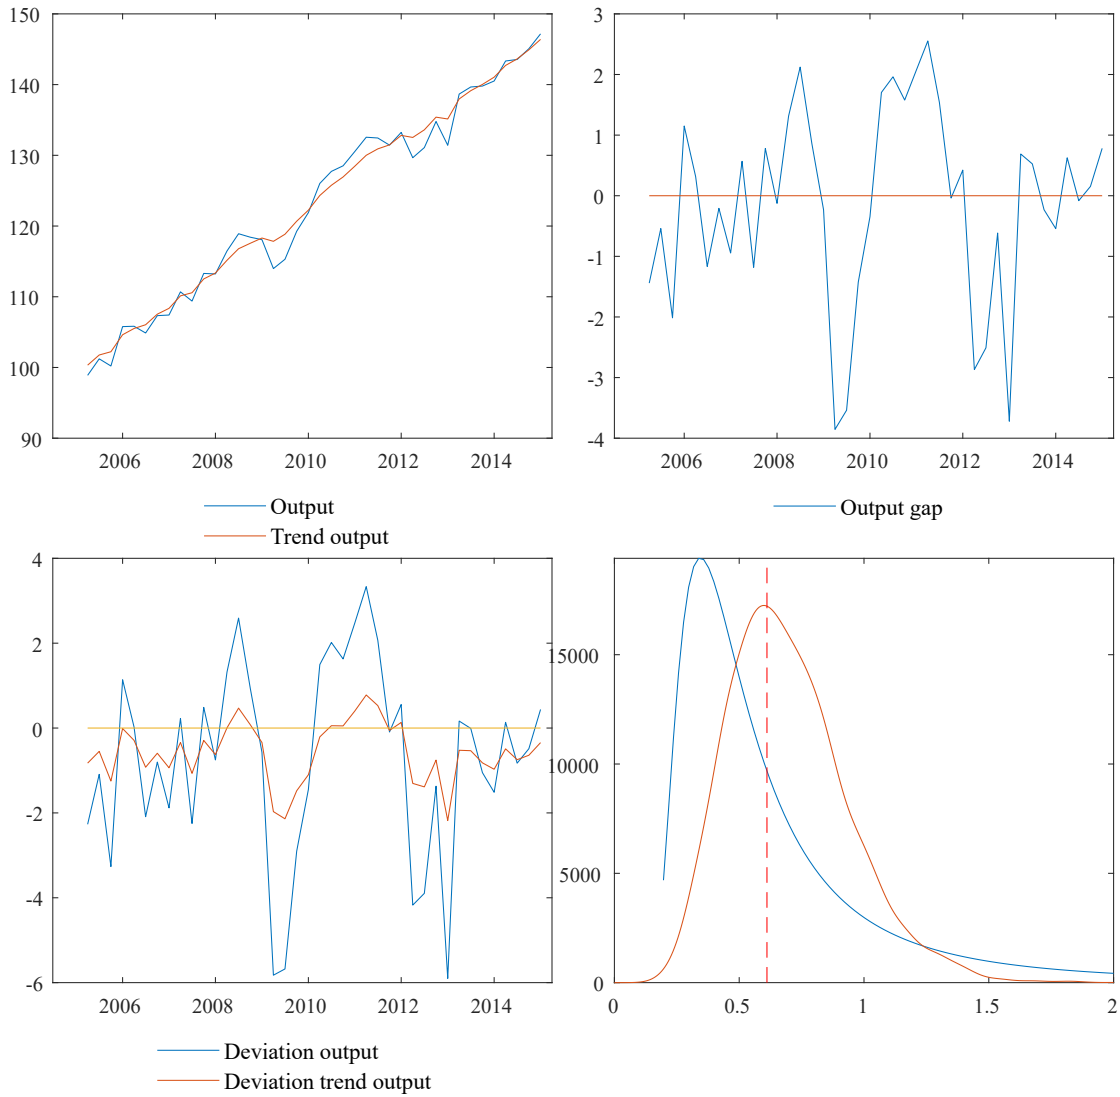 150
140
130
120
110
100
90
2006 2008 2010 2012 2014
Output
Trend output
3
2
1
0
-1
-2
-3
-4
2006 2008 2010 2012 2014
Output gap
4
2
0
-2
-4
-6
2006 2008 2010 2012 2014
Deviation output
Deviation trend output
15000
10000
5000
0
0 0.5 1 1.5 2